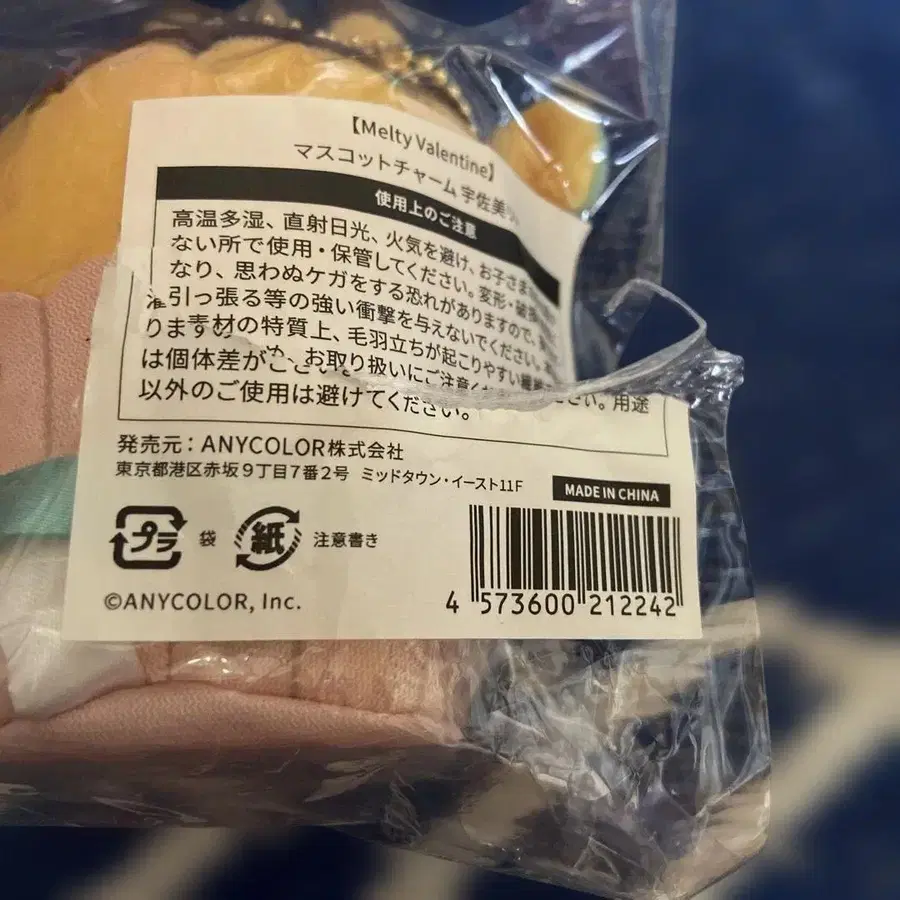 【Melty Valentine】
マスコットチャーム 宇佐美
使用上のご注意
高温多湿、直射日光、火気を避け、お子さま
ない所で使用・保管してください。変形・破損
なり、思わぬケガをする恐れがありますので、
引っ張る等の強い衝撃を与えないでください。
素材の特質上、毛羽立ちが起こりやすい
ります
は個体差がご お取り扱いにご注意く ださい。用途
以外のご使用は避けてください。
発売元：ANYCOLOR株式会社
東京都港区赤坂9丁目7番2号 ミッドタウン・イースト11F
MADE IN CHINA
プラ 袋 紙 注意書き
©ANYCOLOR, Inc.
4 573600 212242